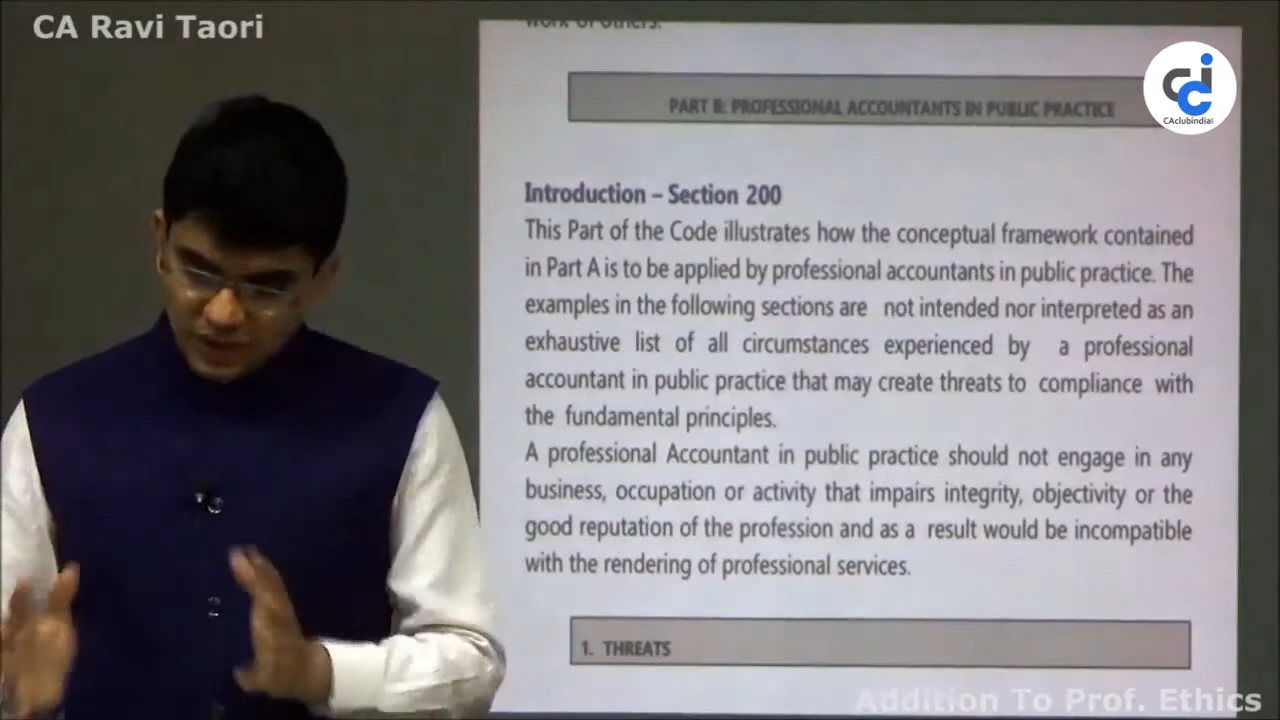 CA Ravi Taori
work of others.
CAclubindia
PART B: PROFESSIONAL ACCOUNTANTS IN PUBLIC PRACTICE
Introduction – Section 200
This Part of the Code illustrates how the conceptual framework contained
in Part A is to be applied by professional accountants in public practice. The
examples in the following sections are not intended nor interpreted as an
exhaustive list of all circumstances experienced by a professional
accountant in public practice that may create threats to compliance with
the fundamental principles.
A professional Accountant in public practice should not engage in any
business, occupation or activity that impairs integrity, objectivity or the
good reputation of the profession and as a result would be incompatible
with the rendering of professional services.
1. THREATS
Addition To Prof. Ethics